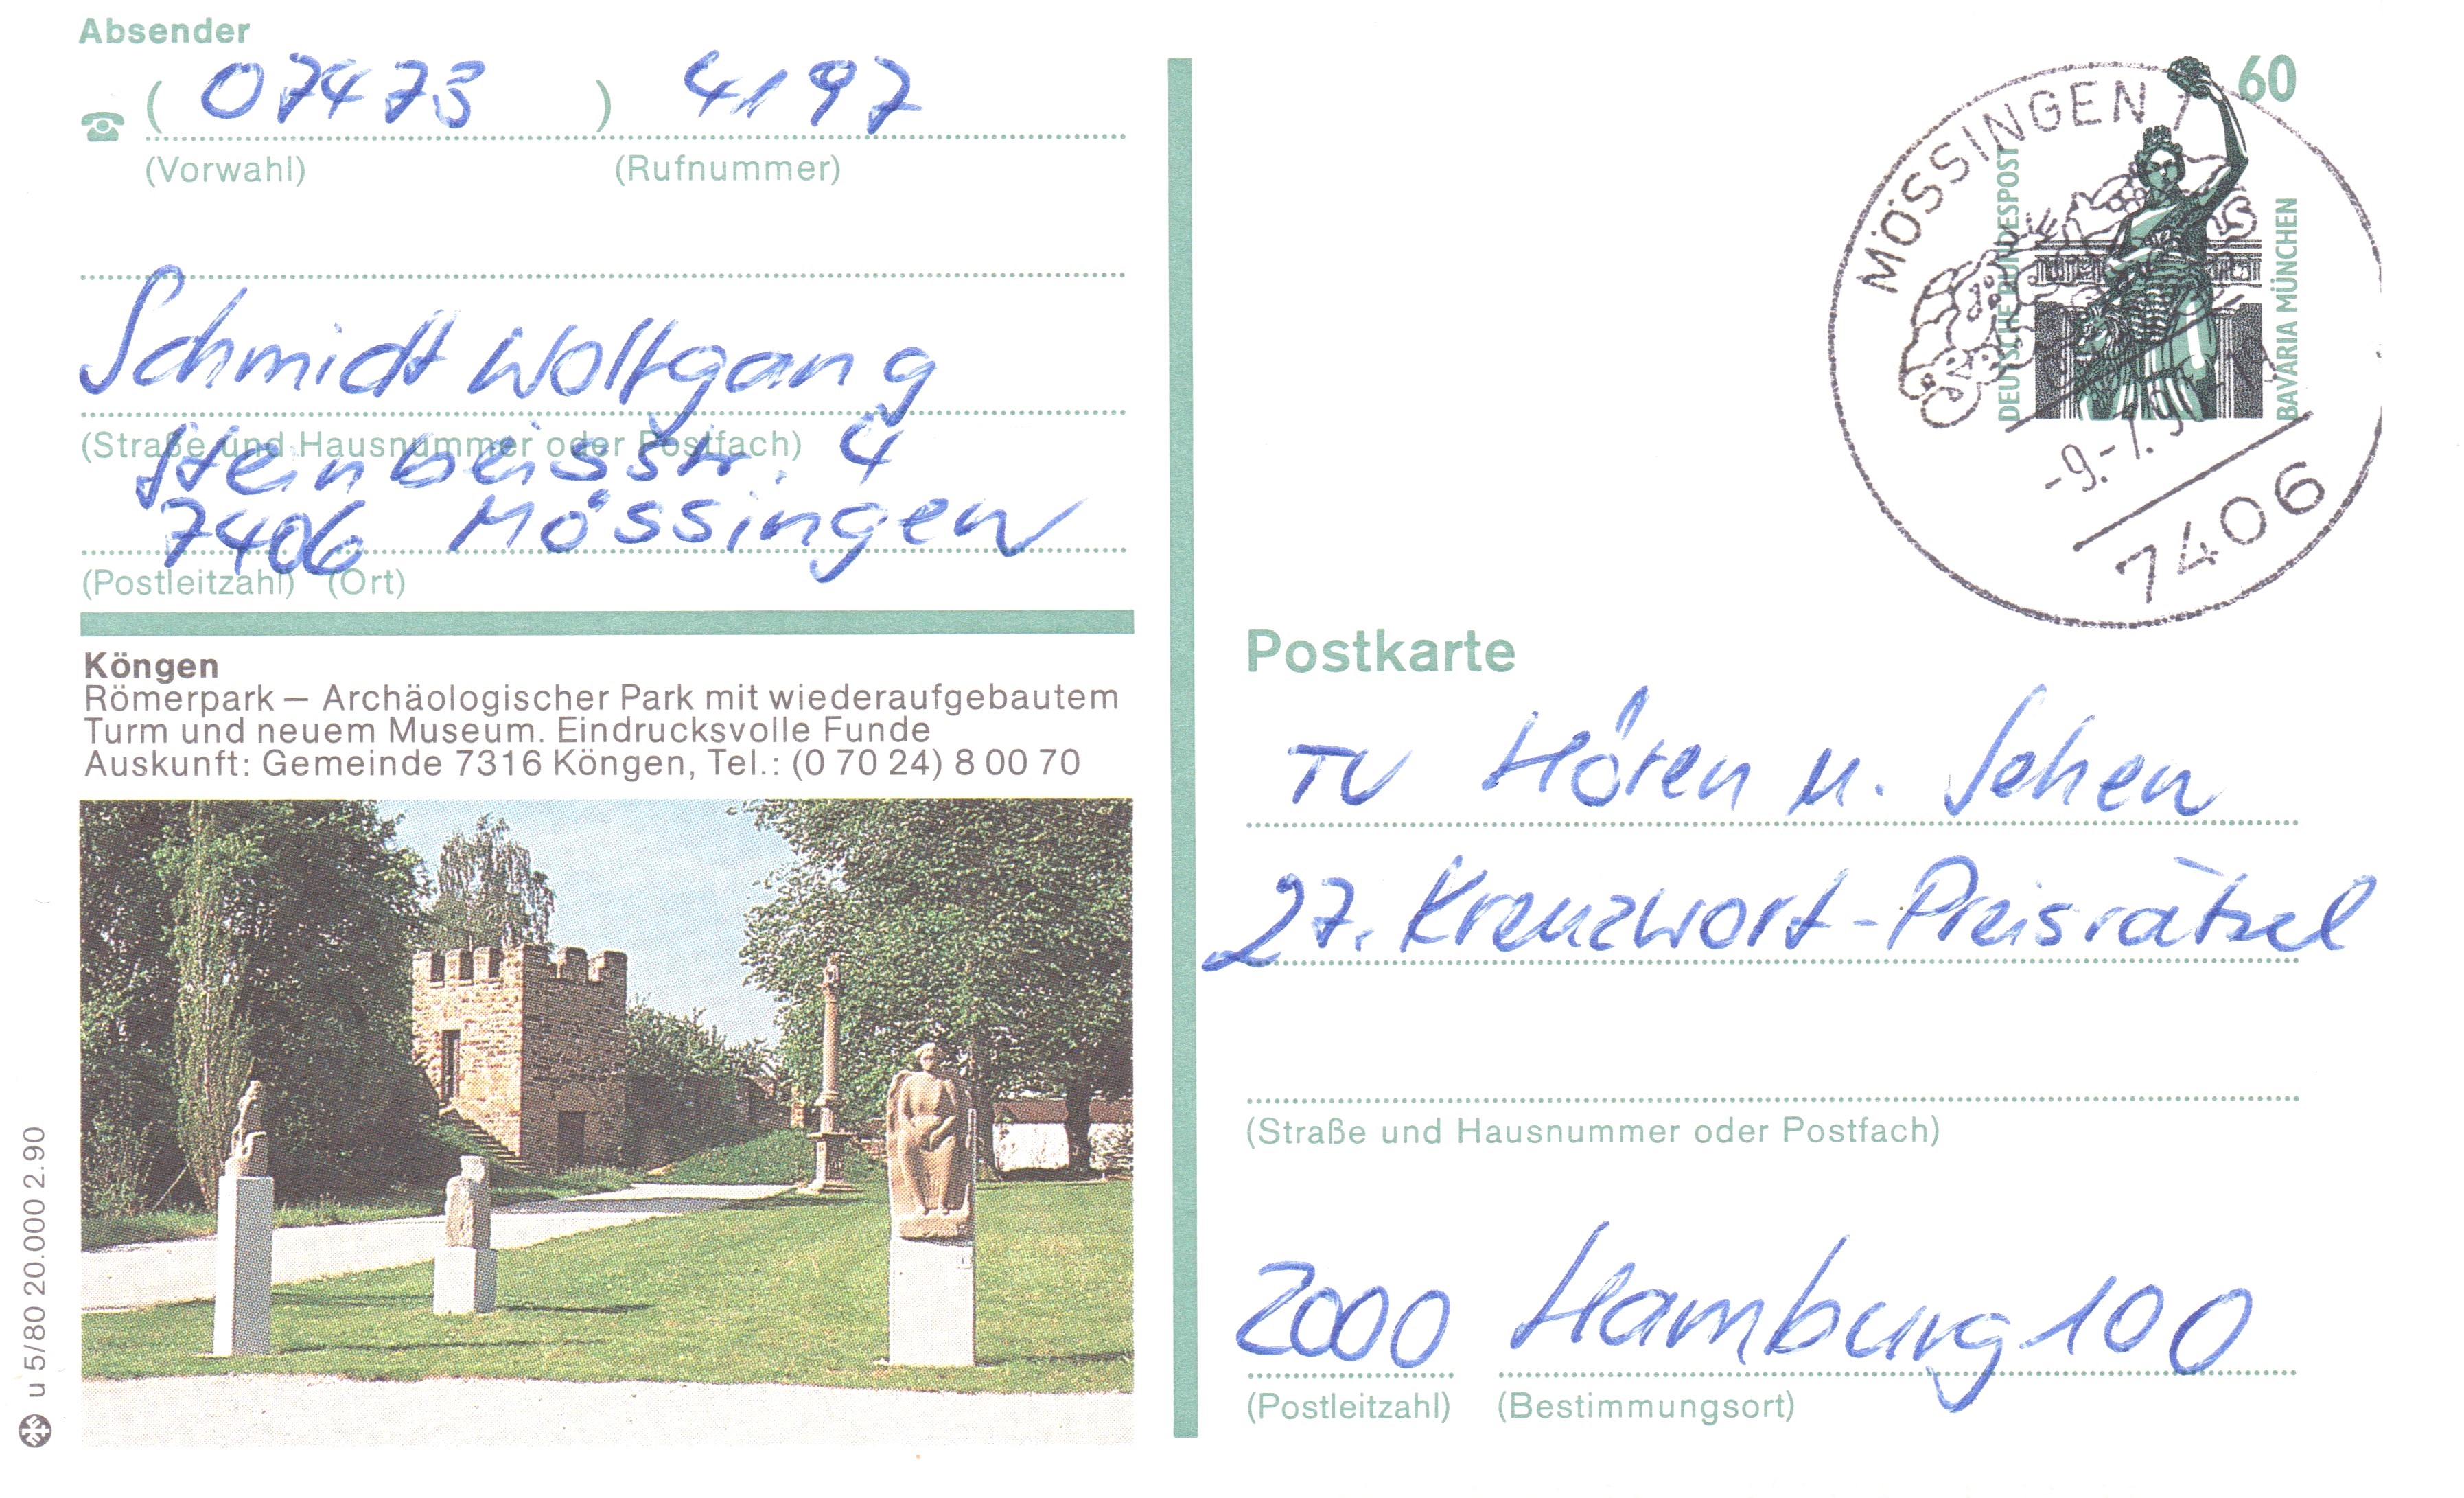 Absender
( 07473 ) 4197
(Vorwahl) (Rufnummer)
Schmidt Wolfgang
(Straße und Hausnummer oder Postfach)
Steinbeisstr. 4
7406 Mössingen
(Postleitzahl) (Ort)
Köngen
Römerpark — Archäologischer Park mit wiederaufgebautem
Turm und neuem Museum. Eindrucksvolle Funde
Auskunft: Gemeinde 7316 Köngen, Tel.: (0 70 24) 8 00 70
u 5/80 20.000 2.90
60
DEUTSCHE BUNDESPOST
BAVARIA MÜNCHEN
MÖSSINGEN 1
-9.-7.
7406
Postkarte
TV Hören u. Sehen
27. Kreuzwort-Preisrätsel
(Straße und Hausnummer oder Postfach)
2000 Hamburg 100
(Postleitzahl) (Bestimmungsort)